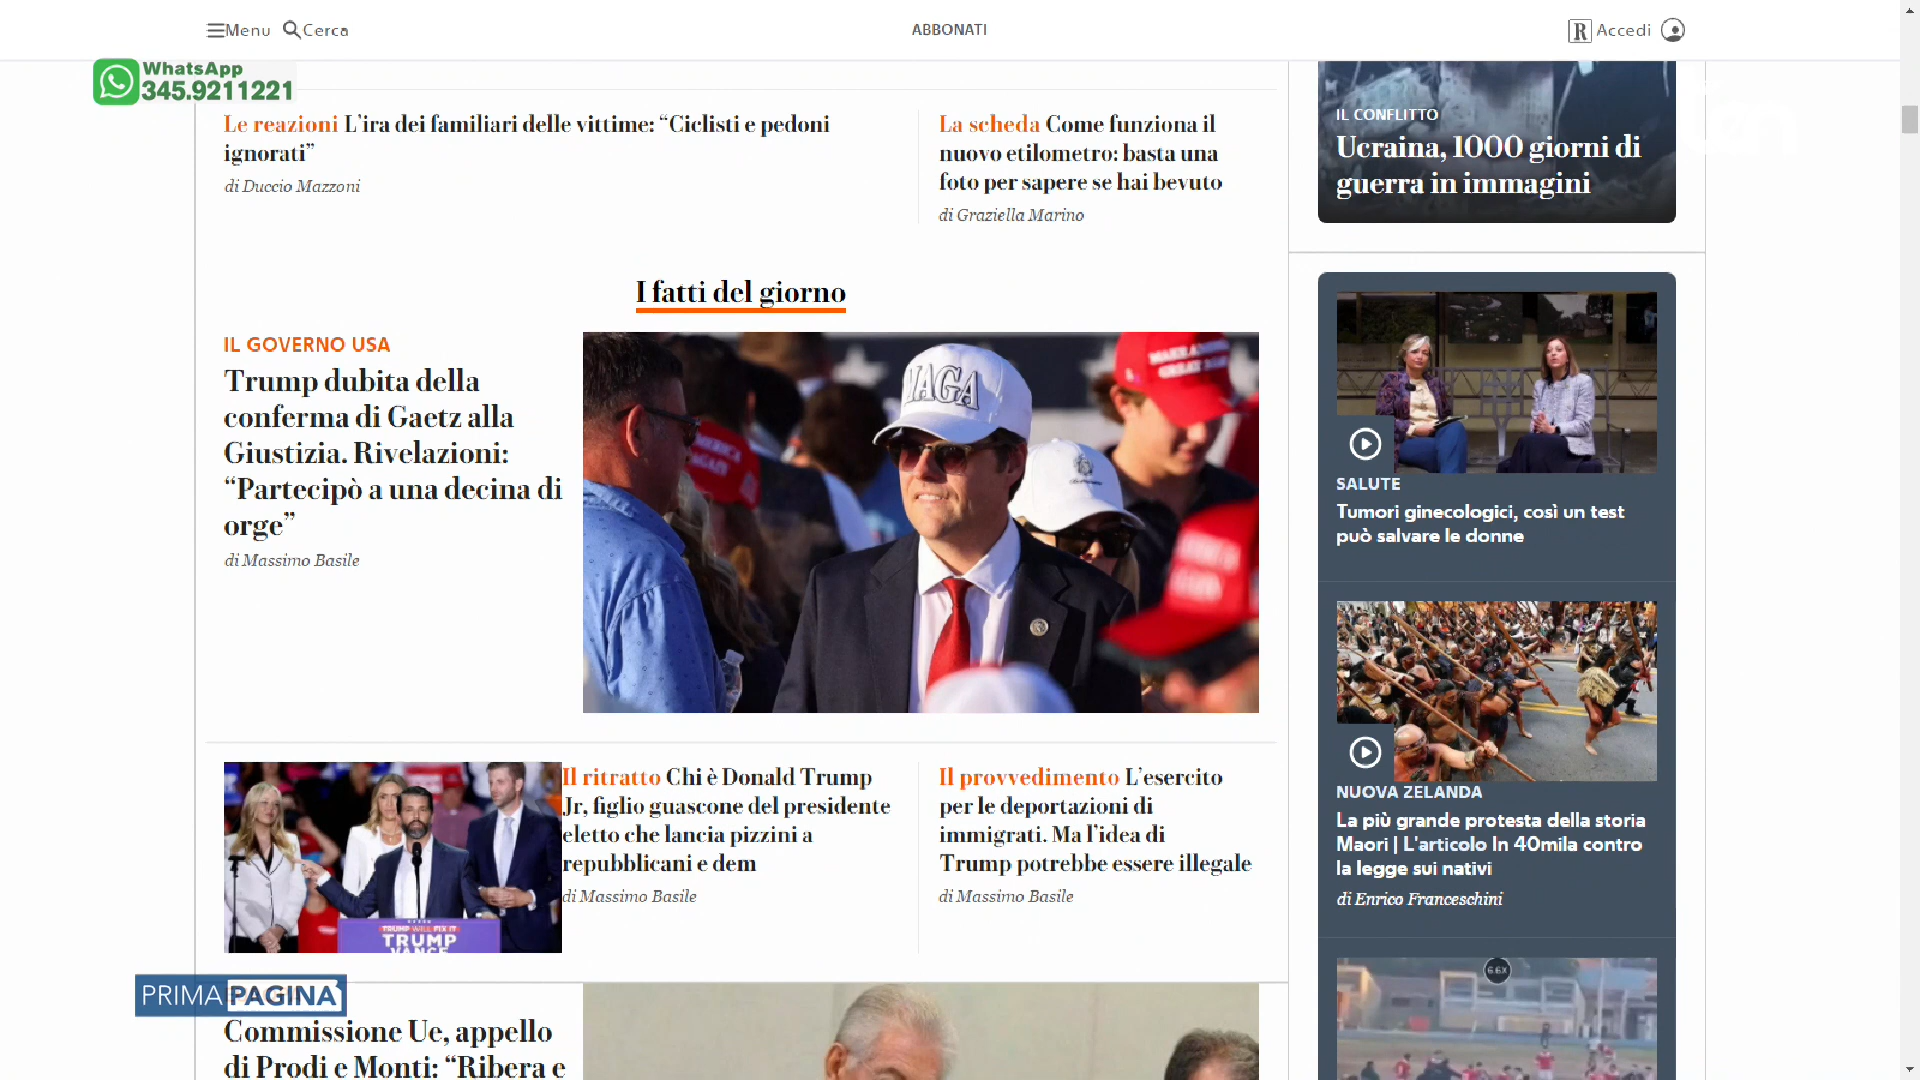 Menu
Cerca
ABBONATI
R Accedi
WhatsApp
345.9211221
Le reazioni L’ira dei familiari delle vittime: “Ciclisti e pedoni
ignorati”
di Duccio Mazzoni
La scheda Come funziona il
nuovo etilometro: basta una
foto per sapere se hai bevuto
di Graziella Marino
IL CONFLITTO
Ucraina, 1000 giorni di
guerra in immagini
I fatti del giorno
IL GOVERNO USA
Trump dubita della
conferma di Gaetz alla
Giustizia. Rivelazioni:
“Partecipò a una decina di
orge”
di Massimo Basile
MAGA
SALUTE
Tumori ginecologici, così un test
può salvare le donne
NUOVA ZELANDA
La più grande protesta della storia
Maori | L'articolo In 40mila contro
la legge sui nativi
di Enrico Franceschini
Il ritratto Chi è Donald Trump
Jr, figlio guascone del presidente
eletto che lancia pizzini a
repubblicani e dem
di Massimo Basile
TRUMP WILL FIX IT
TRUMP
VANCE
Il provvedimento L’esercito
per le deportazioni di
immigrati. Ma l’idea di
Trump potrebbe essere illegale
di Massimo Basile
PRIMA PAGINA
Commissione Ue, appello
di Prodi e Monti: “Ribera e